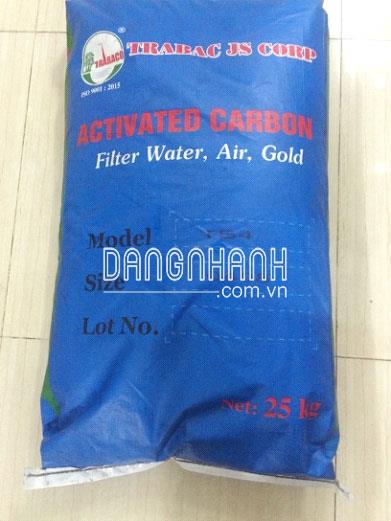 TRABACO
ISO 9001 : 2015
TRABAC JS CORP
ACTIVATED CARBON
Filter Water, Air, Gold
Model
DANGNHANH
.com.vn
Size
Lot No.
Net: 25 kg